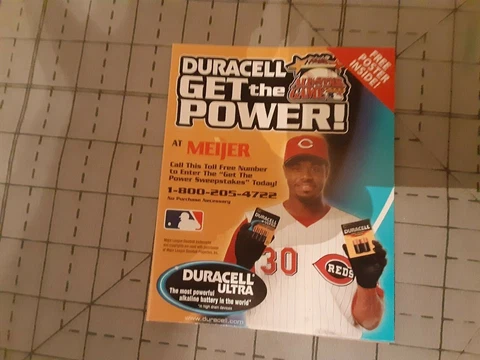 FREE
POSTER
INSIDE!
DURACELL
GET the
POWER!
AT MEIJER
Call This Toll Free Number
to Enter The "Get The
Power Sweepstakes" Today!
1-800-205-4722
No Purchase Necessary
DURACELL
DURACELL
30 REDS
DURACELL
ULTRA
The most powerful
alkaline battery in the world*
www.duracell.com